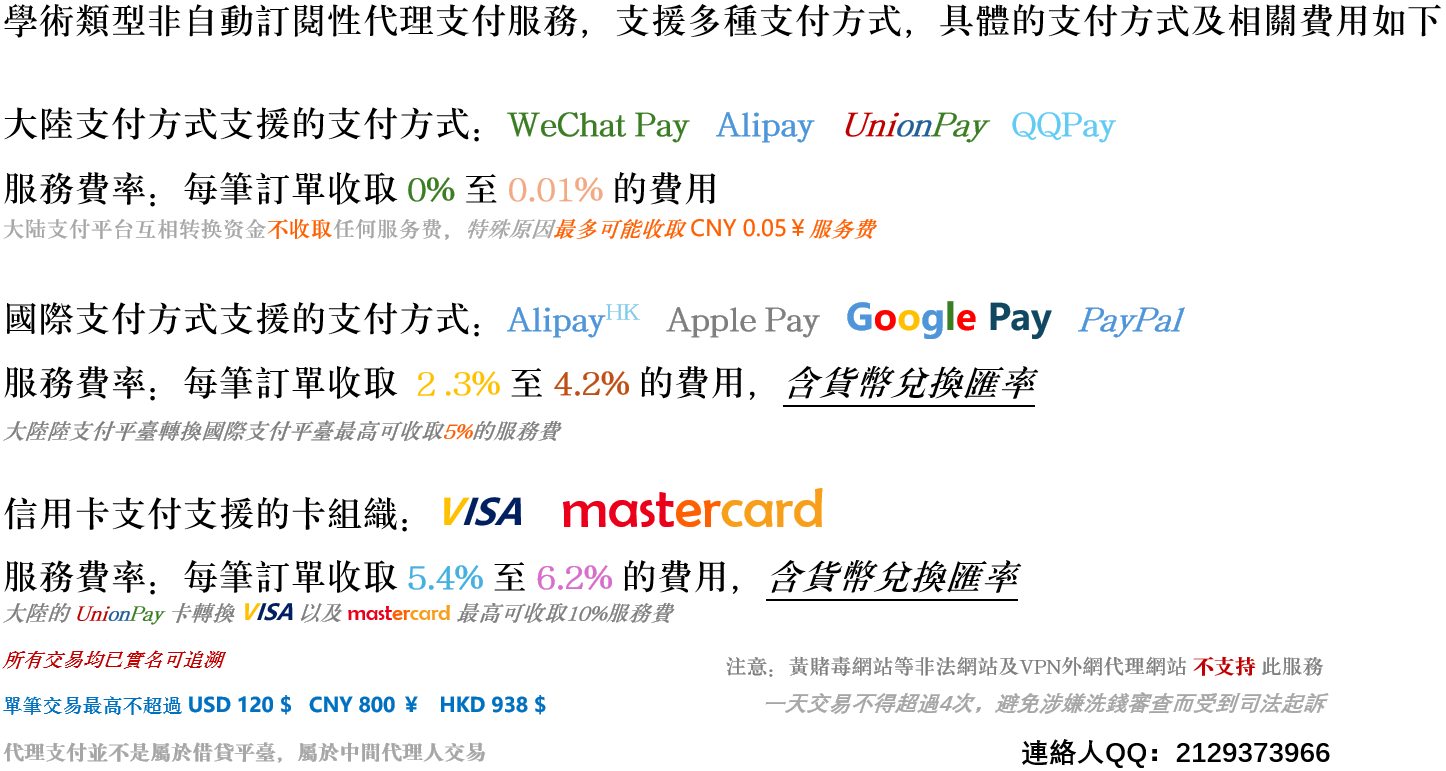 學術類型非自動訂閱性代理支付服務，支援多種支付方式，具體的支付方式及相關費用如下
大陸支付方式支援的支付方式： WeChat Pay Alipay UnionPay QQPay
服務費率：每筆訂單收取 0% 至 0.01% 的費用
大陆支付平台互相转换资金不收取任何服务费，特殊原因最多可能收取 CNY 0.05 ¥ 服务费
國際支付方式支援的支付方式： AlipayHK Apple Pay Google Pay PayPal
服務費率：每筆訂單收取 2 .3% 至 4.2% 的費用，含貨幣兌換匯率
大陸陸支付平臺轉換國際支付平臺最高可收取5%的服務費
信用卡支付支援的卡組織： VISA mastercard
服務費率：每筆訂單收取 5.4% 至 6.2% 的費用，含貨幣兌換匯率
大陸的 UnionPay 卡轉換 VISA 以及 mastercard 最高可收取10%服務費
所有交易均已實名可追溯
注意：黃賭毒網站等非法網站及VPN外網代理網站 不支持 此服務
單筆交易最高不超過 USD 120 $ CNY 800 ¥ HKD 938 $
一天交易不得超過4次，避免涉嫌洗錢審查而受到司法起訴
代理支付並不是屬於借貸平臺，屬於中間代理人交易
連絡人QQ：2129373966